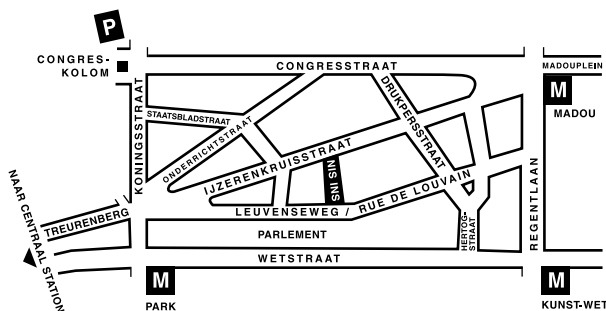 P
CONGRES-
KOLOM
CONGRESSTRAAT
MADOUPLEIN
M
MADOU
KONINGSSTRAAT
STAATSBLADSTRAAT
ONDERRICHTSTRAAT
DRUKPERSSTRAAT
IJZERENKRUISSTRAAT
NIS INS
REGENTLAAN
NAAR CENTRAAL STATION
TREURENBERG
LEUVENSEWEG / RUE DE LOUVAIN
HERTOG-
STRAAT
PARLEMENT
WETSTRAAT
M
PARK
M
KUNST-WET